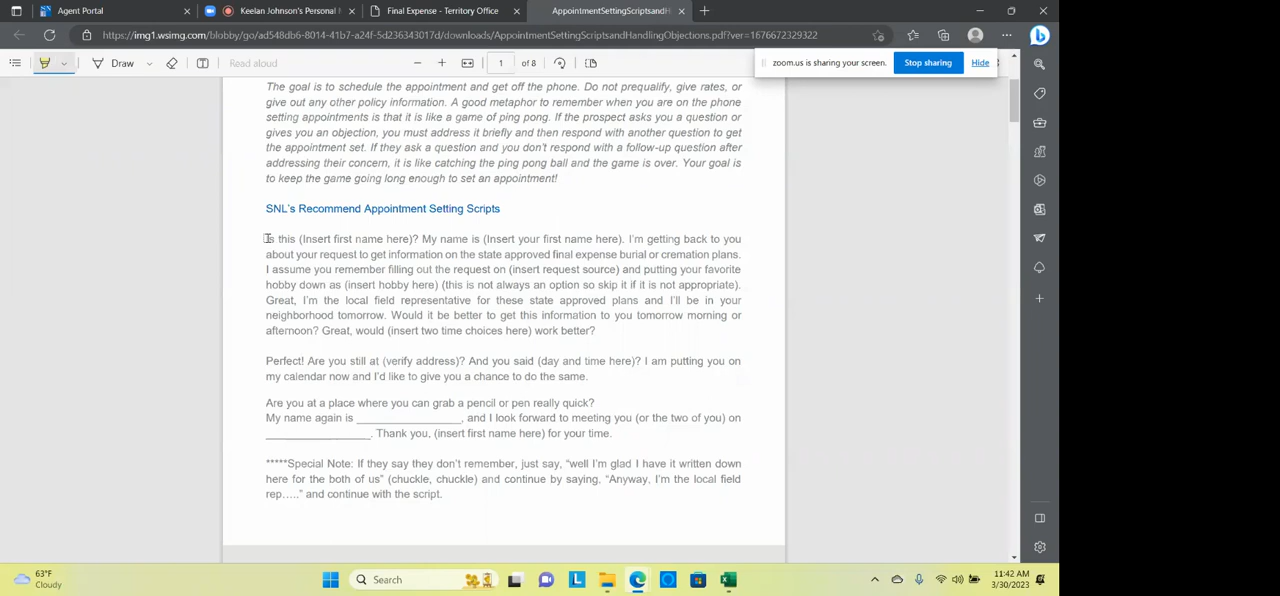 Agent Portal
Keelan Johnson's Personal M
Final Expense - Territory Office
AppointmentSettingScriptsandH
https://img1.wsimg.com/blobby/go/ad548db6-8014-41b7-a24f-5d236343017d/downloads/AppointmentSettingScriptsandHandlingObjections.pdf?ver=1676672329322
Draw
Read aloud
1 of 8
zoom.us is sharing your screen.
Stop sharing
Hide
The goal is to schedule the appointment and get off the phone. Do not prequalify, give rates, or
give out any other policy information. A good metaphor to remember when you are on the phone
setting appointments is that it is like a game of ping pong. If the prospect asks you a question or
gives you an objection, you must address it briefly and then respond with another question to get
the appointment set. If they ask a question and you don't respond with a follow-up question after
addressing their concern, it is like catching the ping pong ball and the game is over. Your goal is
to keep the game going long enough to set an appointment!
SNL's Recommend Appointment Setting Scripts
Is this (Insert first name here)? My name is (Insert your first name here). I'm getting back to you
about your request to get information on the state approved final expense burial or cremation plans.
I assume you remember filling out the request on (insert request source) and putting your favorite
hobby down as (insert hobby here) (this is not always an option so skip it if it is not appropriate).
Great, I'm the local field representative for these state approved plans and I'll be in your
neighborhood tomorrow. Would it be better to get this information to you tomorrow morning or
afternoon? Great, would (insert two time choices here) work better?
Perfect! Are you still at (verify address)? And you said (day and time here)? I am putting you on
my calendar now and I'd like to give you a chance to do the same.
Are you at a place where you can grab a pencil or pen really quick?
My name again is _________________, and I look forward to meeting you (or the two of you) on
_________________. Thank you, (insert first name here) for your time.
*****Special Note: If they say they don't remember, just say, “well I'm glad I have it written down
here for the both of us” (chuckle, chuckle) and continue by saying, “Anyway, I'm the local field
rep…..” and continue with the script.
63°F
Cloudy
Search
11:42 AM
3/30/2023